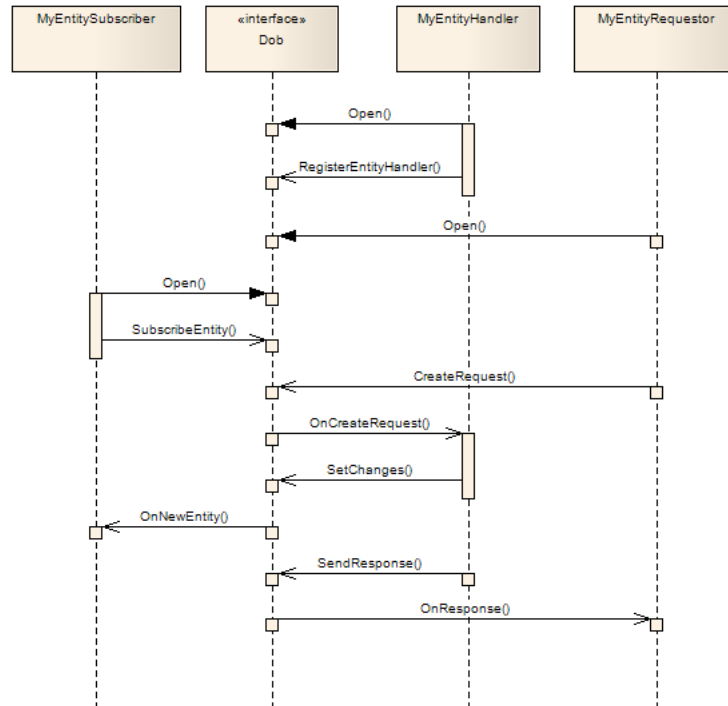 MyEntitySubscriber
«interface»
Dob
MyEntityHandler
MyEntityRequestor
Open()
RegisterEntityHandler()
Open()
Open()
SubscribeEntity()
CreateRequest()
OnCreateRequest()
SetChanges()
OnNewEntity()
SendResponse()
OnResponse()